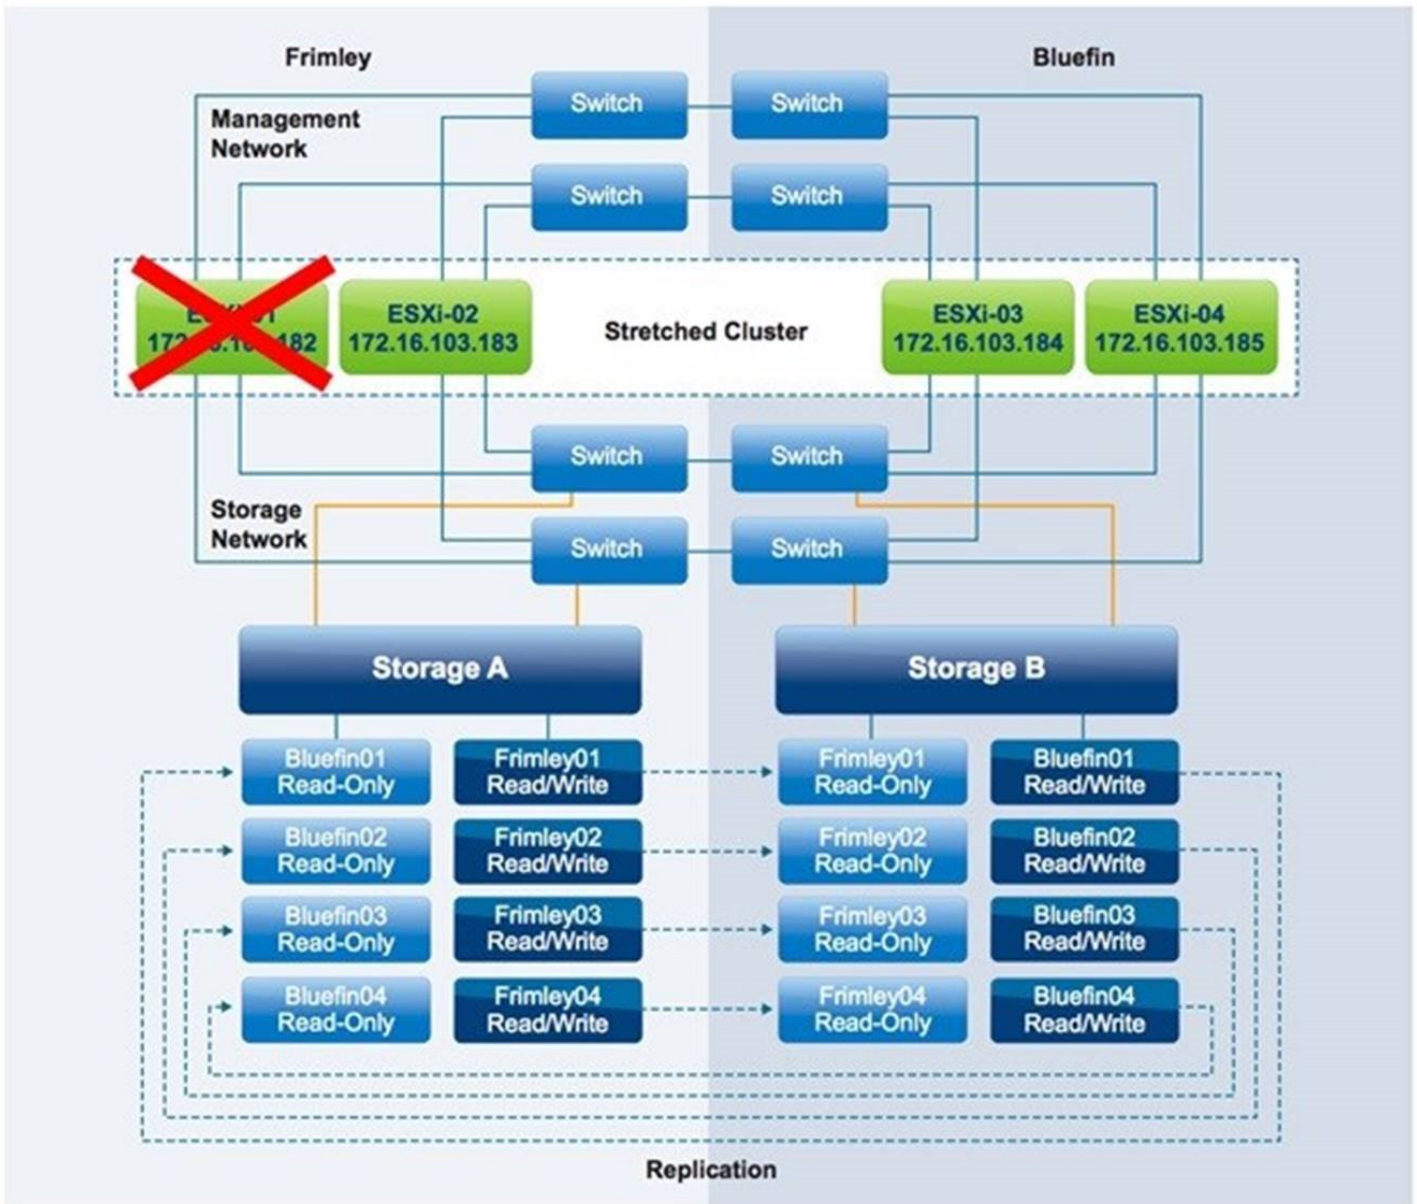 Frimley
Bluefin
Switch
Switch
Management
Network
Switch
Switch
ESXi-02
172.16.103.183
Stretched Cluster
ESXi-03
172.16.103.184
ESXi-04
172.16.103.185
Switch
Switch
Storage
Network
Switch
Switch
Storage A
Storage B
Bluefin01
Read-Only
Frimley01
Read/Write
Frimley01
Read-Only
Bluefin01
Read/Write
Bluefin02
Read-Only
Frimley02
Read/Write
Frimley02
Read-Only
Bluefin02
Read/Write
Bluefin03
Read-Only
Frimley03
Read/Write
Frimley03
Read-Only
Bluefin03
Read/Write
Bluefin04
Read-Only
Frimley04
Read/Write
Frimley04
Read-Only
Bluefin04
Read/Write
Replication